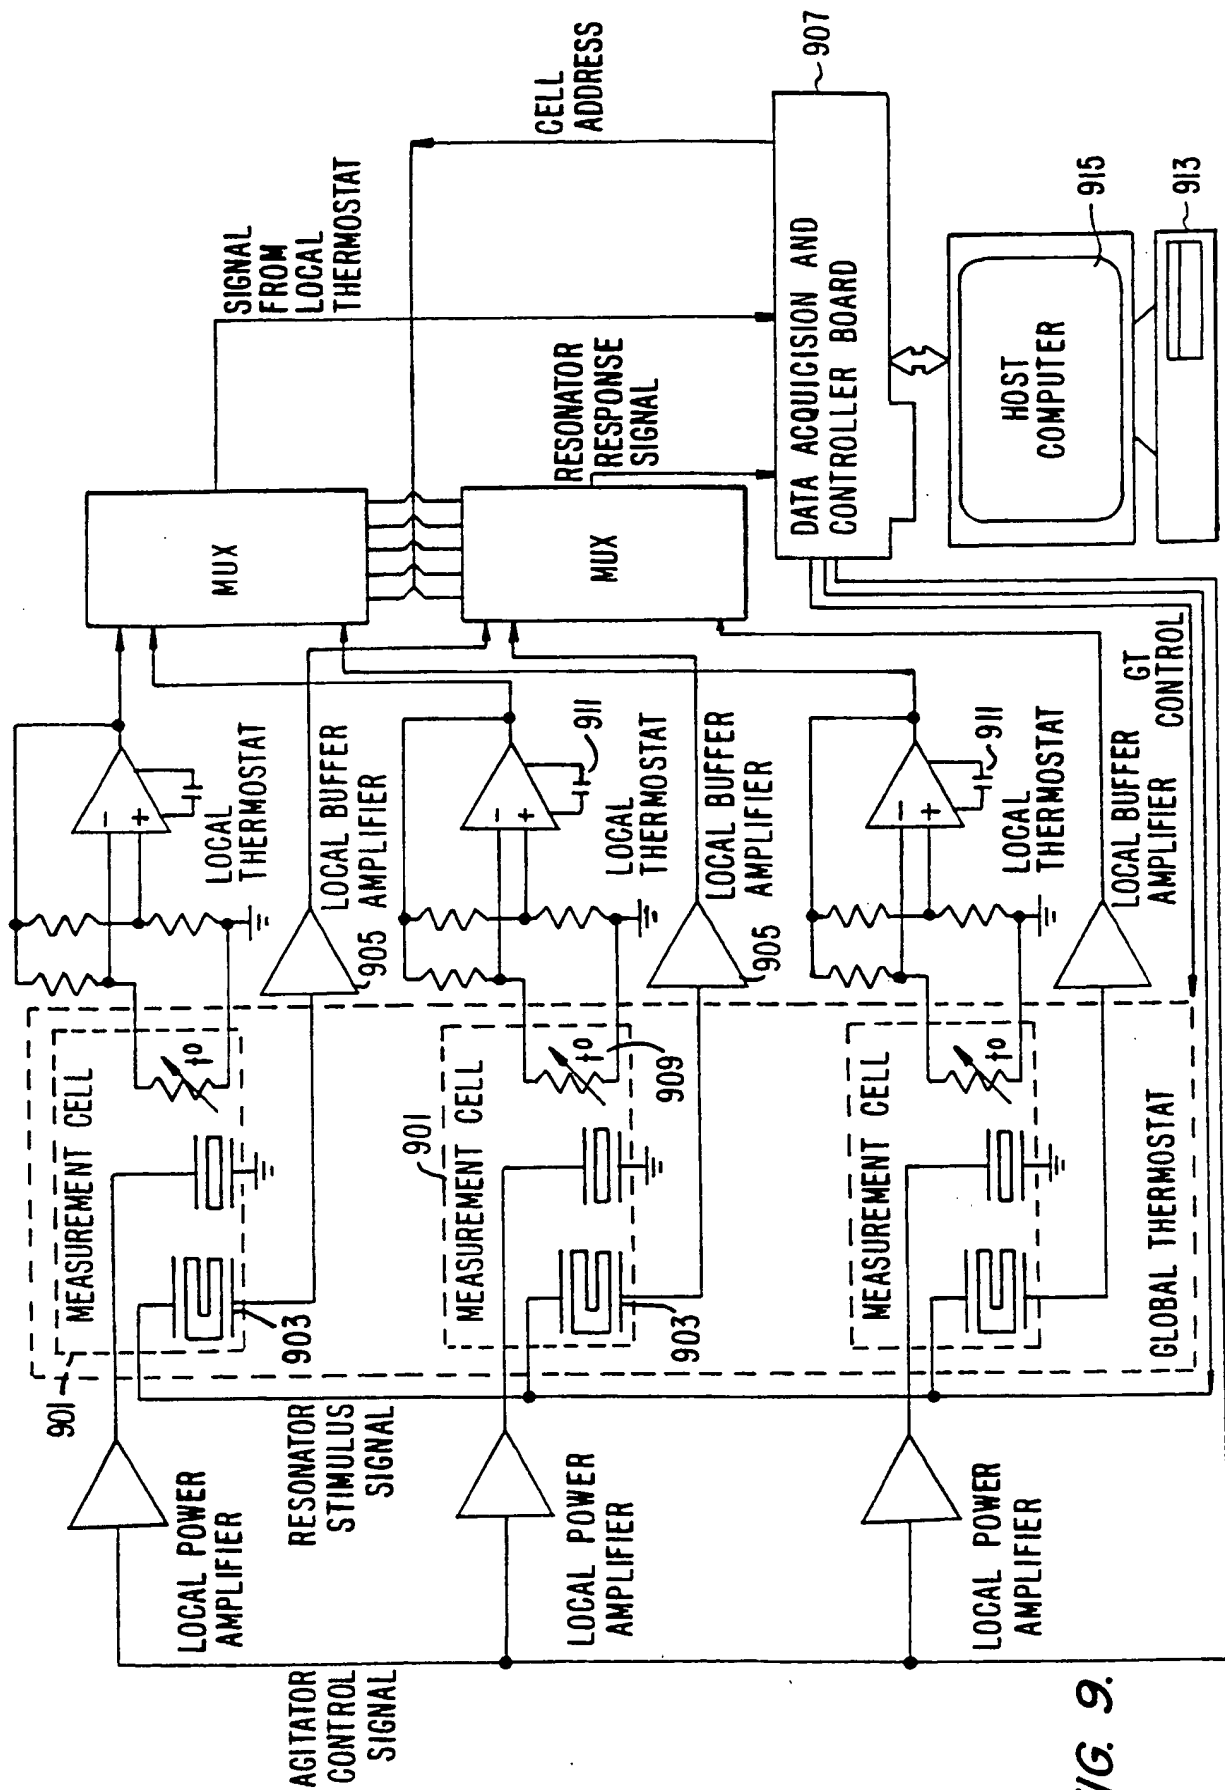 SIGNAL
FROM
LOCAL
THERMOSTAT
CELL
ADDRESS
907
MUX
RESONATOR
RESPONSE
SIGNAL
MUX
DATA ACQUICISION AND
CONTROLLER BOARD
HOST
COMPUTER
915
913
LOCAL
THERMOSTAT
LOCAL BUFFER
AMPLIFIER
905
911
LOCAL
THERMOSTAT
LOCAL BUFFER
AMPLIFIER
905
911
LOCAL
THERMOSTAT
LOCAL BUFFER
AMPLIFIER
GT
CONTROL
- +
- +
- +
MEASUREMENT CELL
t°
901
903
MEASUREMENT CELL
t°
909
901
903
MEASUREMENT CELL
t°
GLOBAL THERMOSTAT
LOCAL POWER
AMPLIFIER
RESONATOR
STIMULUS
SIGNAL
LOCAL POWER
AMPLIFIER
LOCAL POWER
AMPLIFIER
AGITATOR
CONTROL
SIGNAL
FIG. 9.